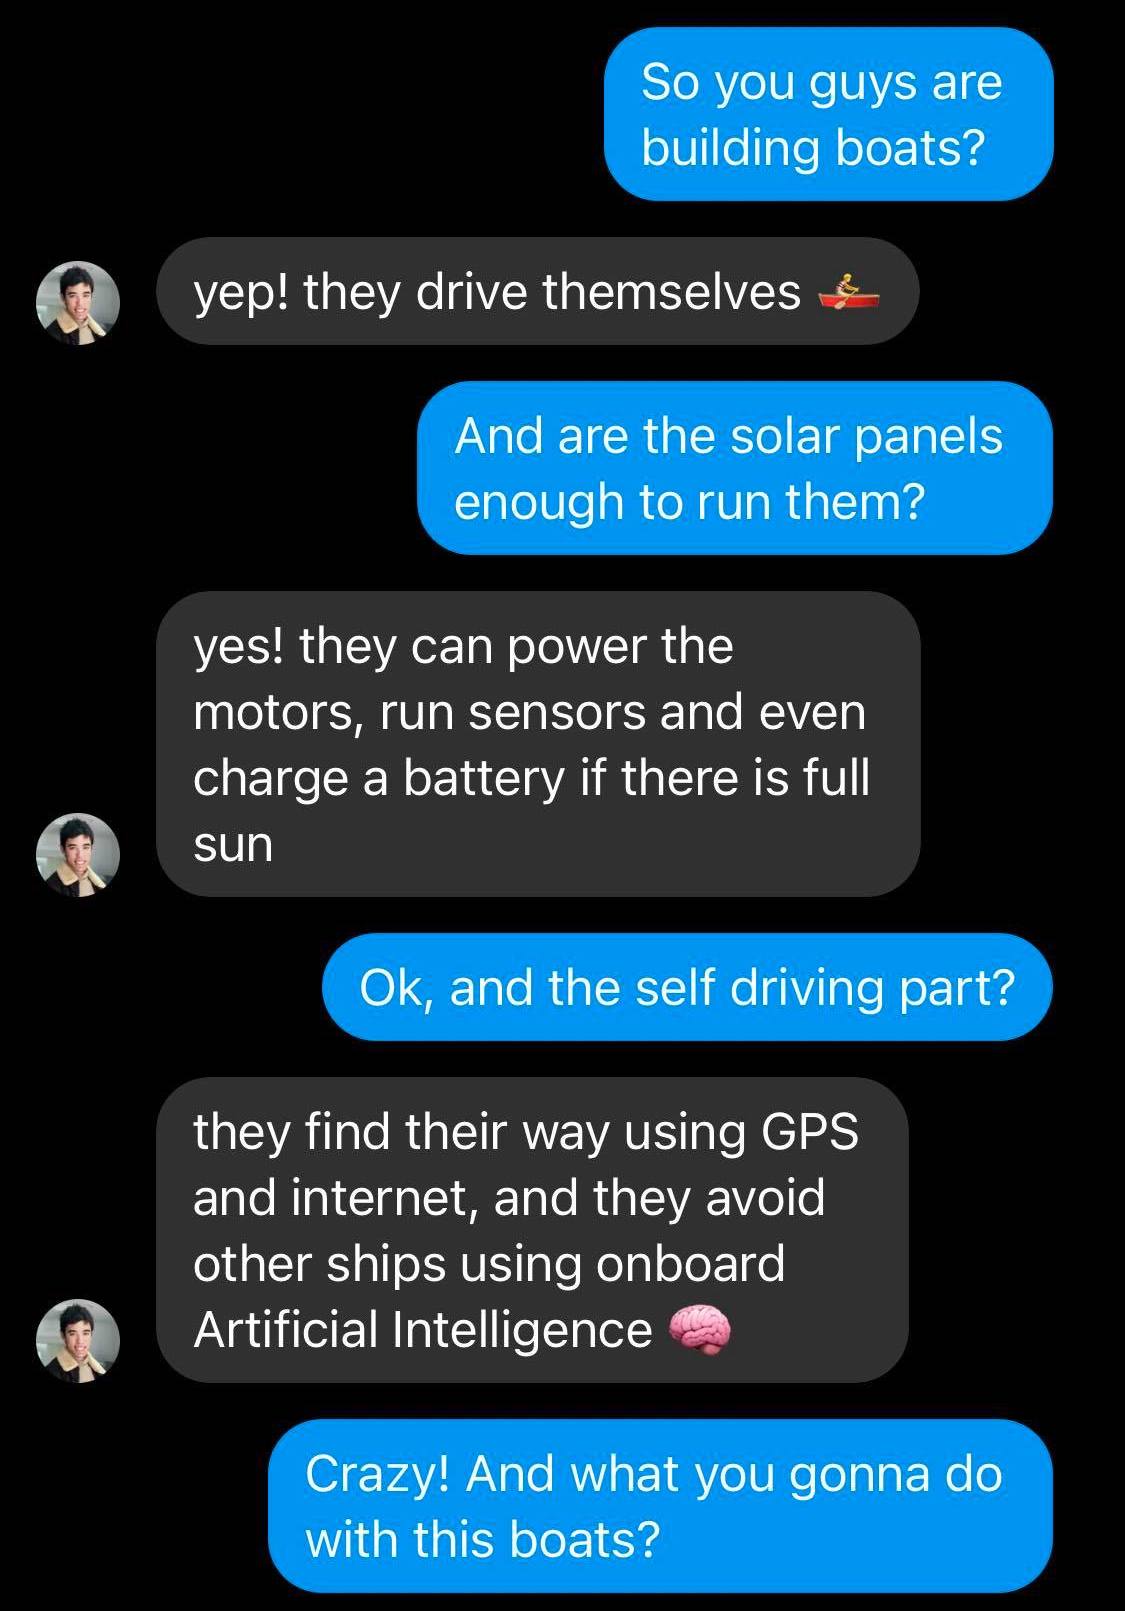 So you guys are
building boats?
yep! they drive themselves 🚣
And are the solar panels
enough to run them?
yes! they can power the
motors, run sensors and even
charge a battery if there is full
sun
Ok, and the self driving part?
they find their way using GPS
and internet, and they avoid
other ships using onboard
Artificial Intelligence 🧠
Crazy! And what you gonna do
with this boats?